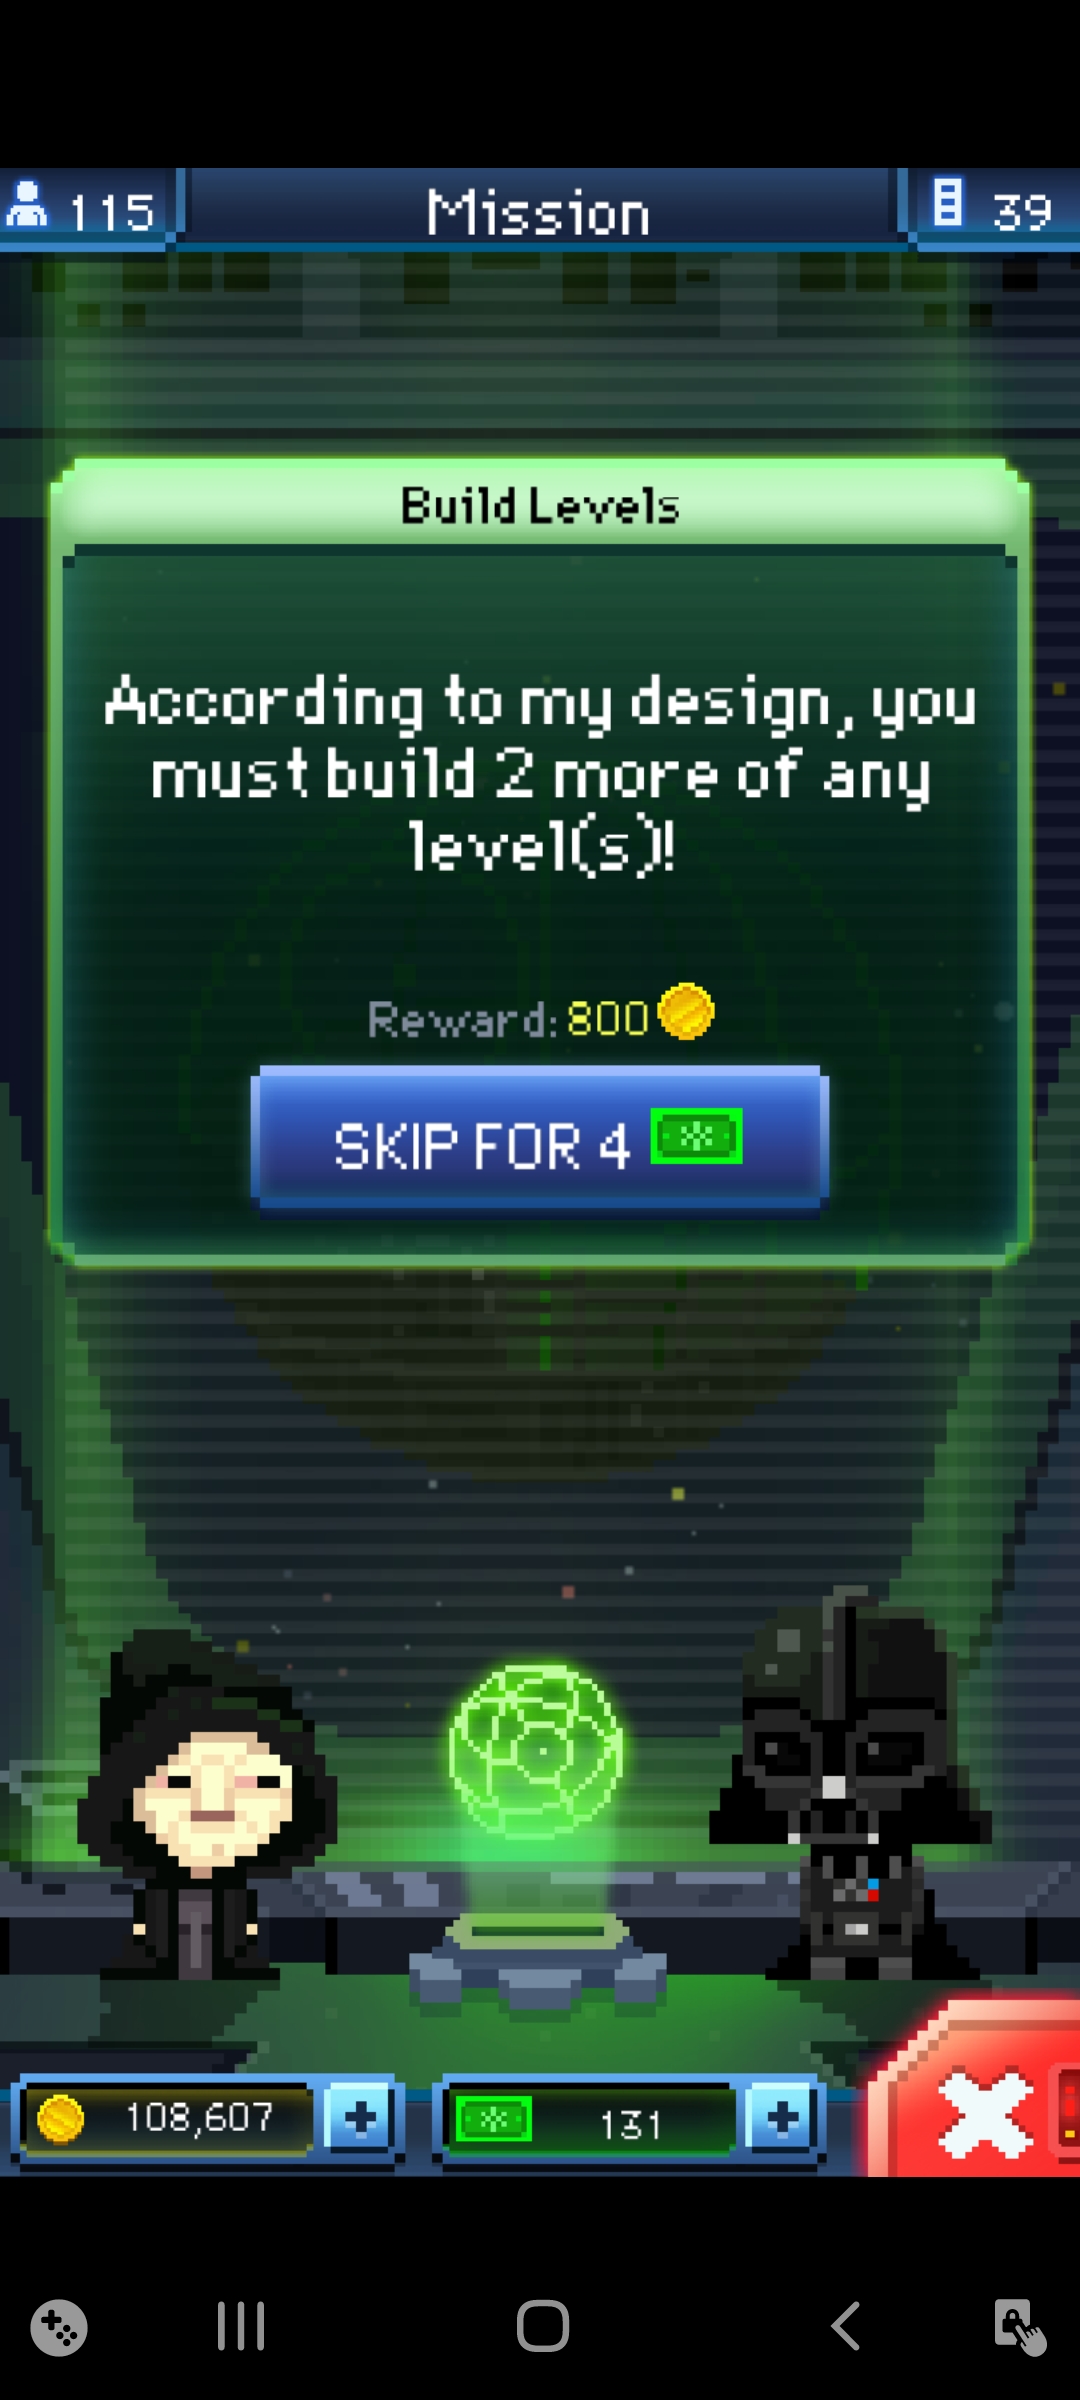 115
Mission
39
Build Levels
According to my design, you
must build 2 more of any
level(s)!
Reward: 800
SKIP FOR 4
108,607
131